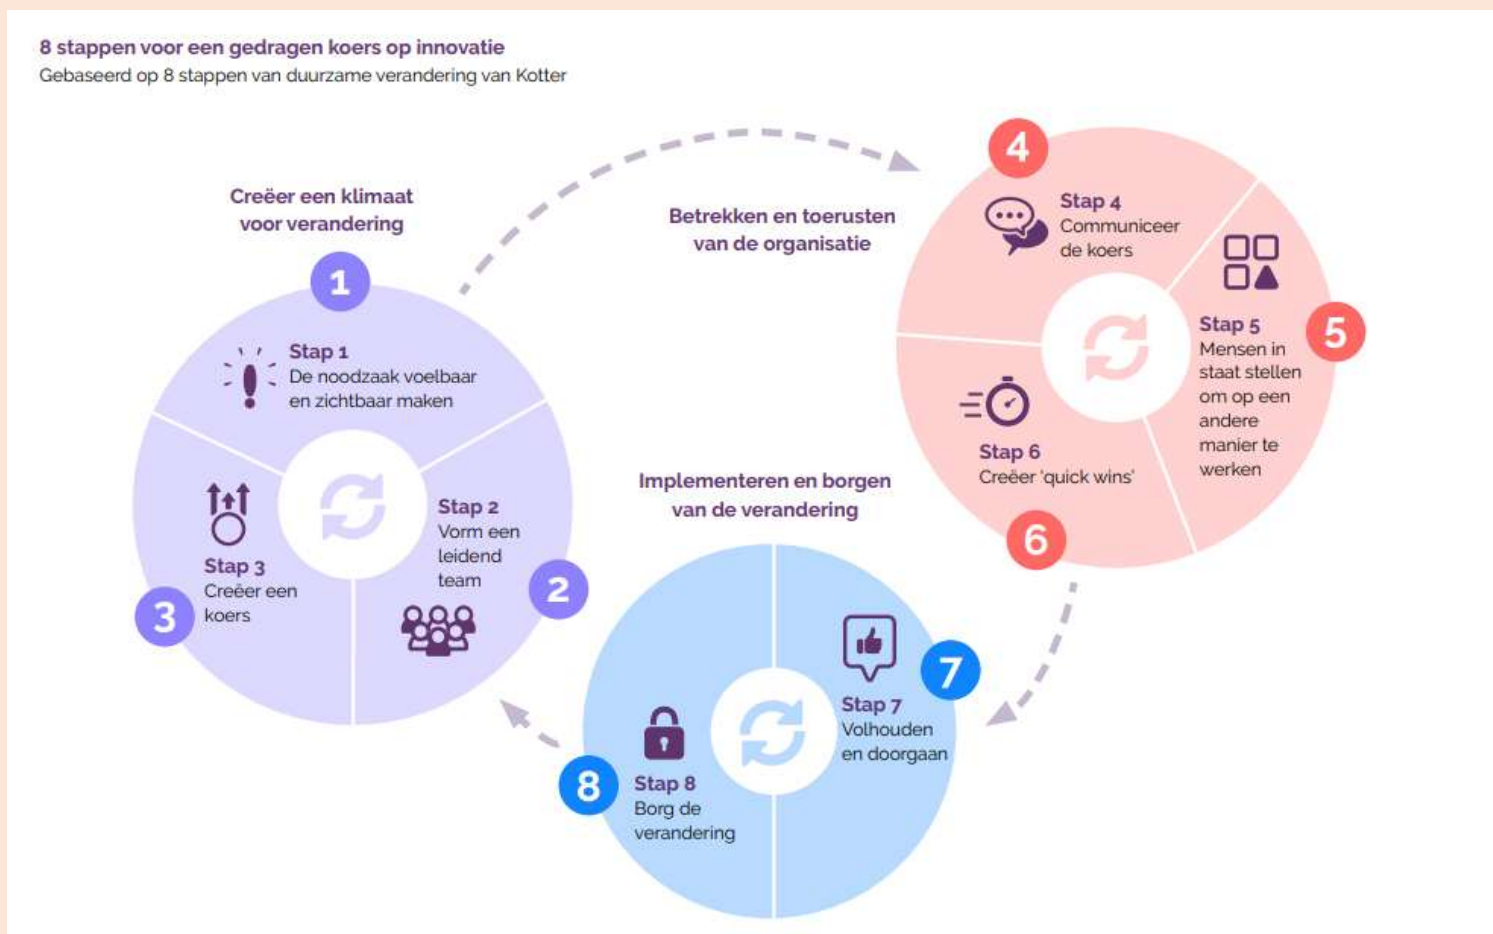 8 stappen voor een gedragen koers op innovatie
Gebaseerd op 8 stappen van duurzame verandering van Kotter
Creëer een klimaat
voor verandering
1
Stap 1
De noodzaak voelbaar
en zichtbaar maken
Stap 2
Vorm een
leidend
team
2
Stap 3
Creëer een
koers
3
Betrekken en toerusten
van de organisatie
4
Stap 4
Communiceer
de koers
5
Stap 5
Mensen in
staat stellen
om op een
andere
manier te
werken
Stap 6
Creëer 'quick wins'
6
Implementeren en borgen
van de verandering
7
Stap 7
Volhouden
en doorgaan
8
Stap 8
Borg de
verandering